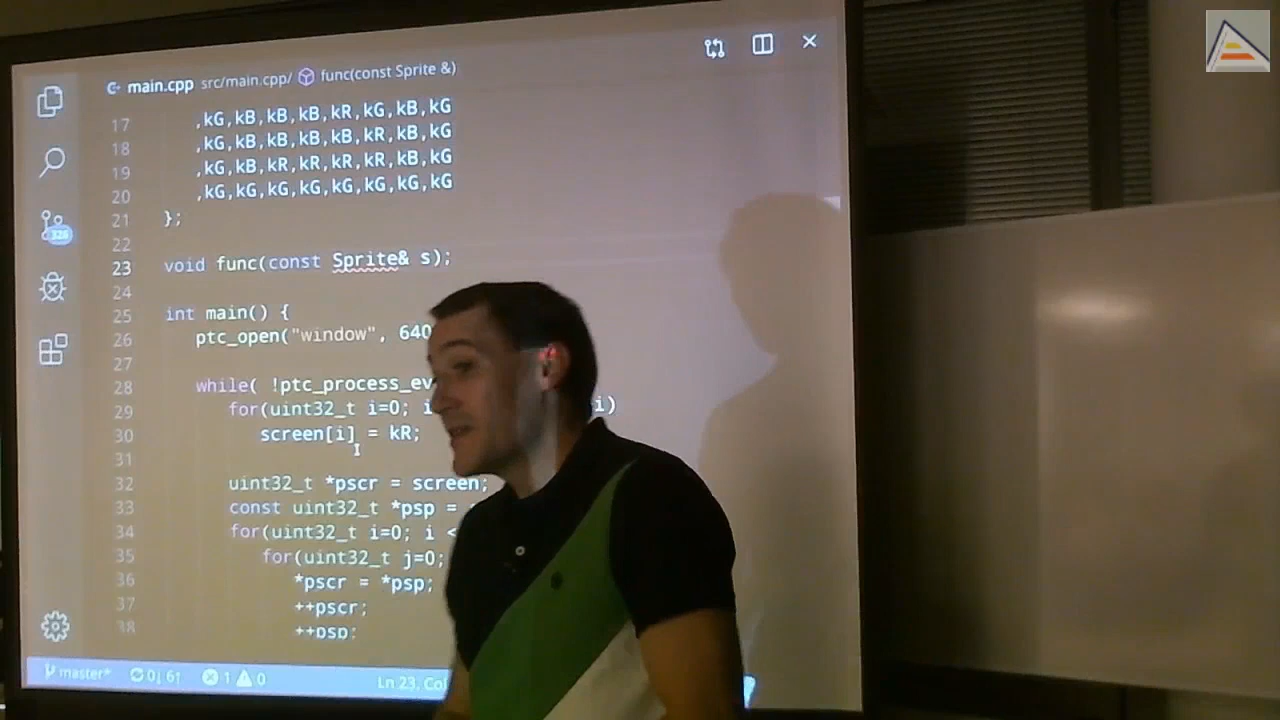 main.cpp src/main.cpp/ func(const Sprite &)
17 ,kG,kB,kB,kB,kR,kG,kB,kG
18 ,kG,kB,kB,kB,kB,kR,kB,kG
19 ,kG,kB,kR,kR,kR,kR,kB,kG
20 ,kG,kG,kG,kG,kG,kG,kG,kG
21 };
22
23 void func(const Sprite& s);
24
25 int main() {
26 ptc_open("window", 640
27
28 while( !ptc_process_ev
29 for(uint32_t i=0; i i)
30 screen[i] = kR;
31
32 uint32_t *pscr = screen;
33 const uint32_t *psp =
34 for(uint32_t i=0; i <
35 for(uint32_t j=0;
36 *pscr = *psp;
37 ++pscr;
38 ++psp;
326
master* 0↓ 6↑ 1 0 Ln 23, Col